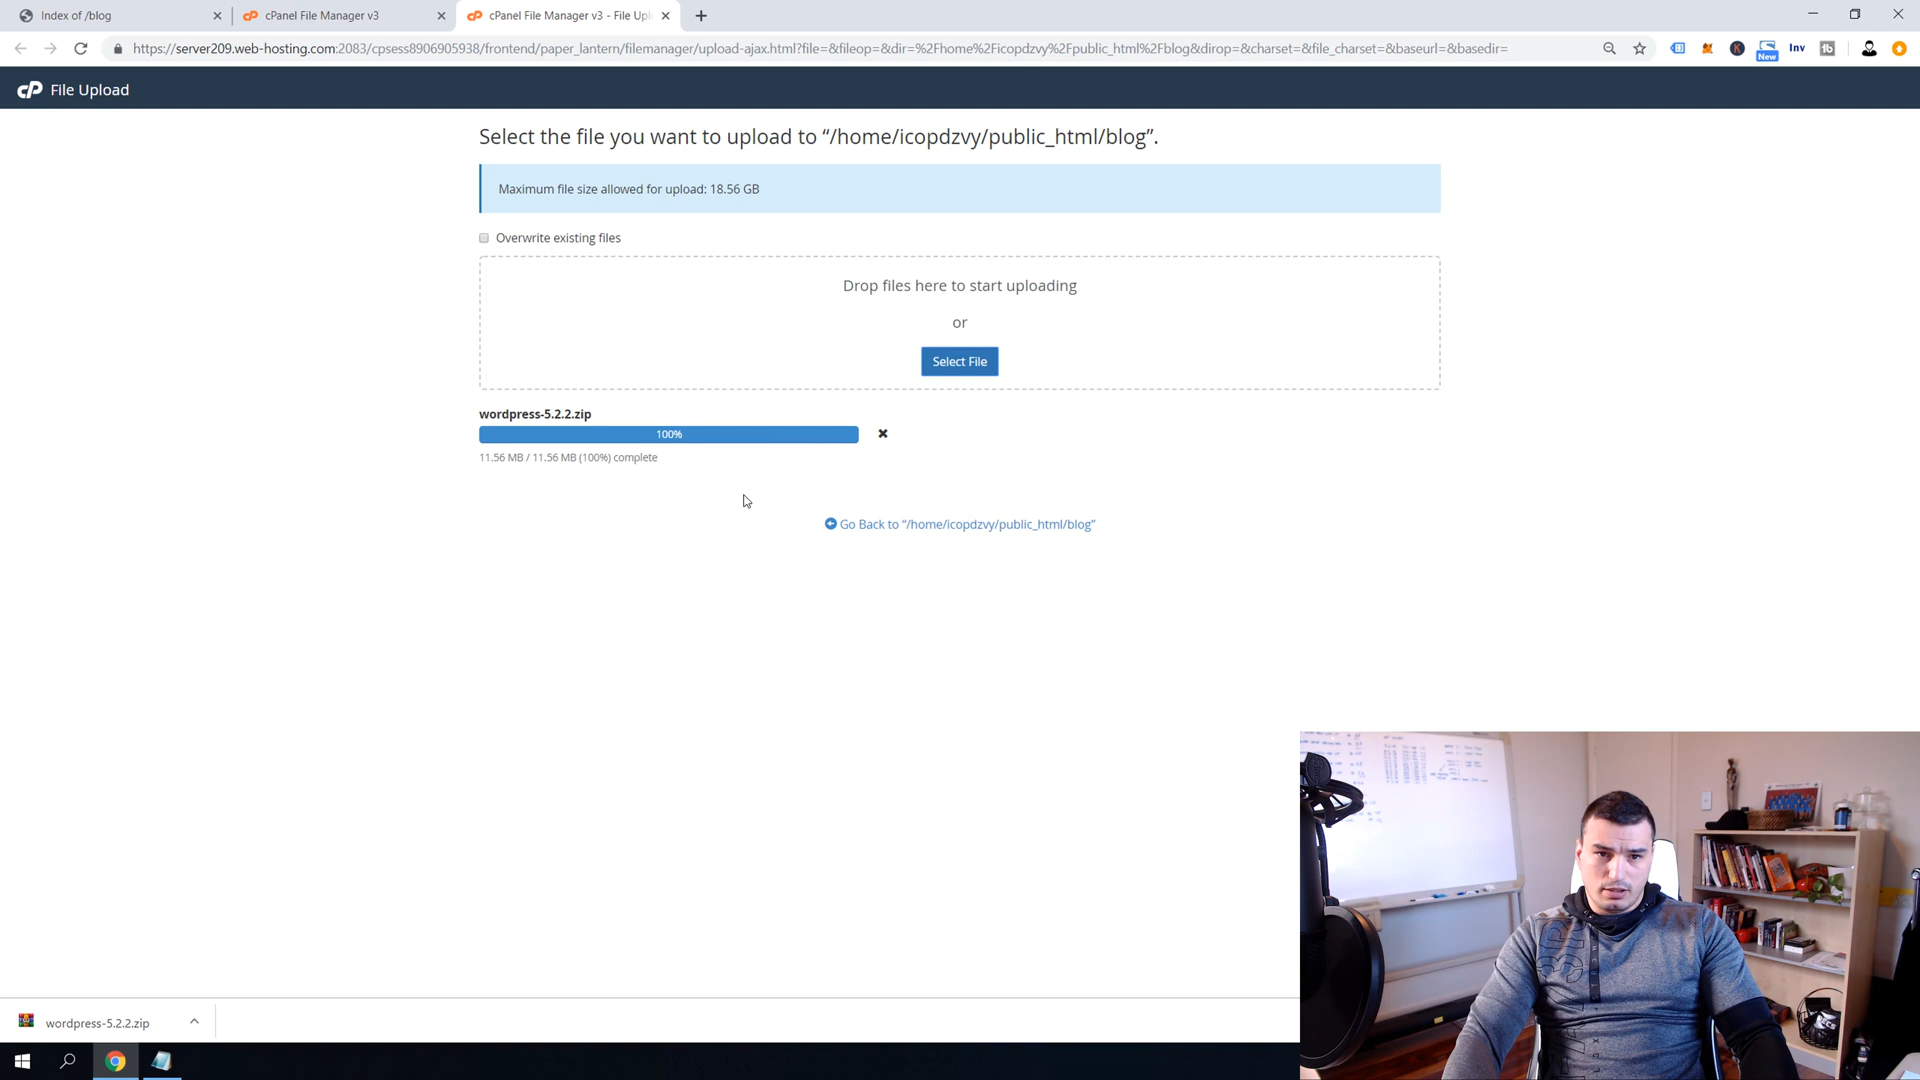 Index of /blog
cPanel File Manager v3
cPanel File Manager v3 - File Upl
https://server209.web-hosting.com:2083/cpsess8906905938/frontend/paper_lantern/filemanager/upload-ajax.html?file=&fileop=&dir=%2Fhome%2Ficopdzvy%2Fpublic_html%2Fblog&dirop=&charset=&file_charset=&baseurl=&basedir=
New
Inv
tb
cP File Upload
Select the file you want to upload to “/home/icopdzvy/public_html/blog”.
Maximum file size allowed for upload: 18.56 GB
Overwrite existing files
Drop files here to start uploading
or
Select File
wordpress-5.2.2.zip
100%
11.56 MB / 11.56 MB (100%) complete
Go Back to “/home/icopdzvy/public_html/blog”
wordpress-5.2.2.zip